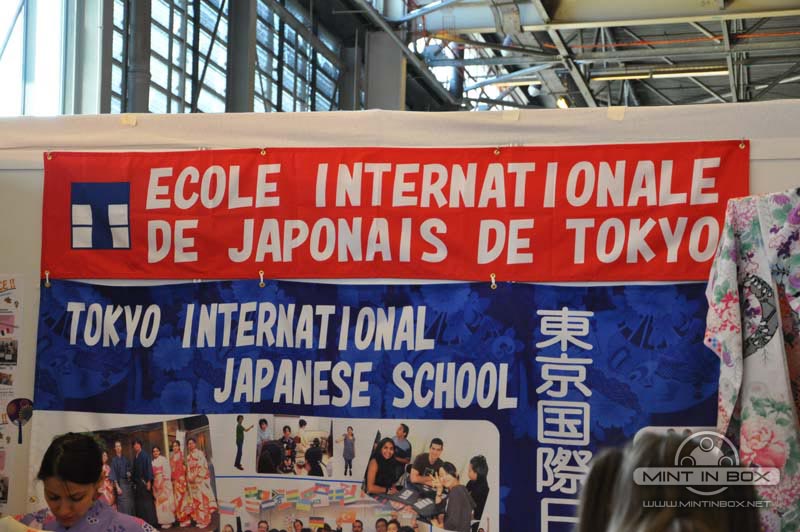 ECOLE INTERNATIONALE
DE JAPONAIS DE TOKYO
TOKYO INTERNATIONAL
JAPANESE SCHOOL
東京国際日
MINT IN BOX
WWW.MINTINBOX.NET